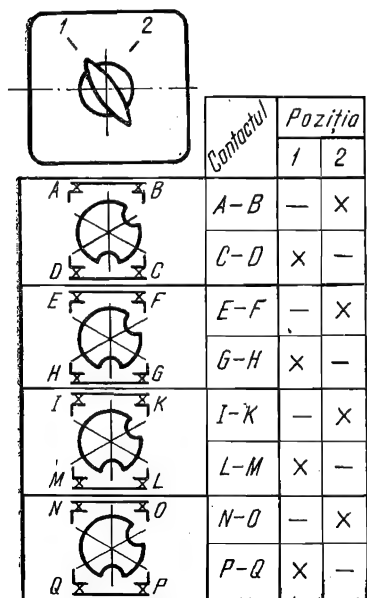 1 2
Contactul Poziția
1 2
A B
D C
A-B — ×
C-D × —
E F
H G
E-F — ×
G-H × —
I K
M L
I-K — ×
L-M × —
N O
Q P
N-O — ×
P-Q × —